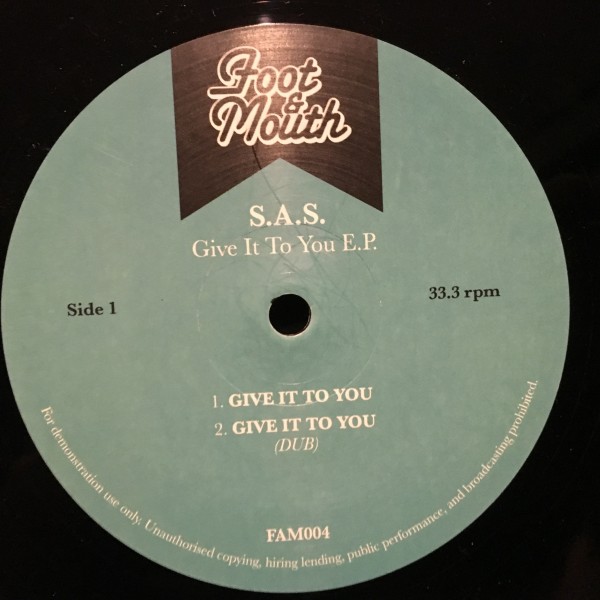 Foot
&
Mouth
S.A.S.
Give It To You E.P.
Side 1
33.3 rpm
1. GIVE IT TO YOU
2. GIVE IT TO YOU
(DUB)
FAM004
For demonstration use only. Unauthorised copying, hiring lending, public performance, and broadcasting prohibited.